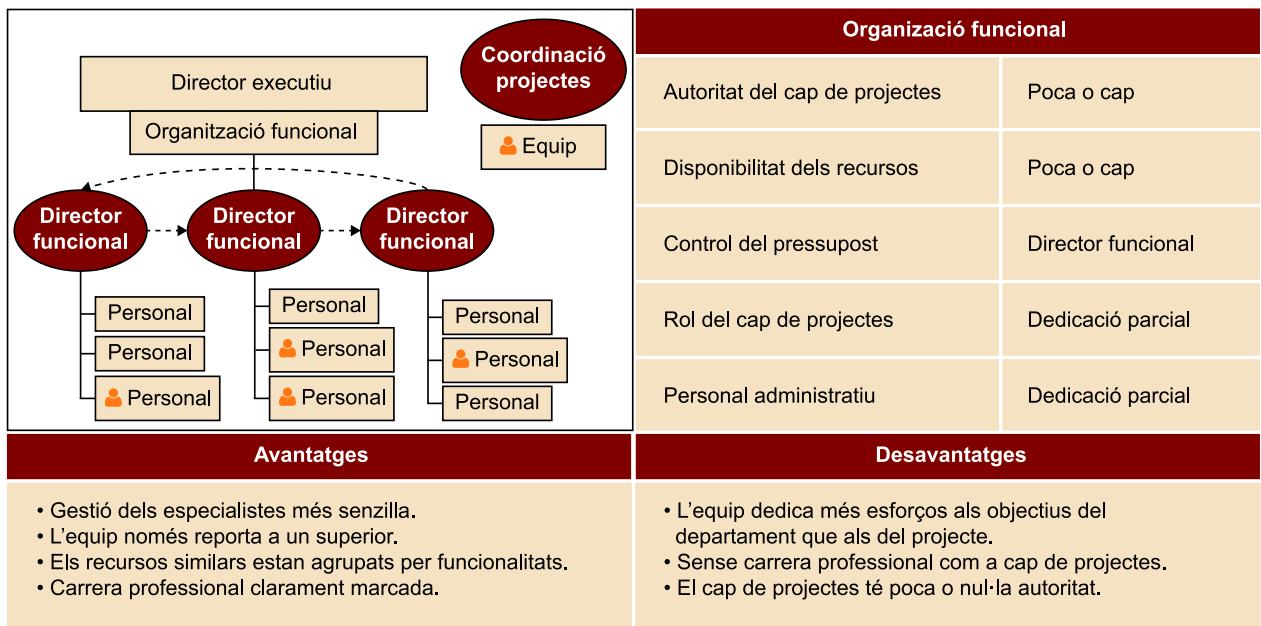 Coordinació
projectes
Director executiu
Organització funcional
Equip
Director
funcional
Director
funcional
Director
funcional
Personal
Personal
Personal
Personal
Personal
Personal
Personal
Personal
Personal
Organizació funcional
Autoritat del cap de projectes
Poca o cap
Disponibilitat dels recursos
Poca o cap
Control del pressupost
Director funcional
Rol del cap de projectes
Dedicació parcial
Personal administratiu
Dedicació parcial
Avantatges
• Gestió dels especialistes més senzilla.
• L’equip només reporta a un superior.
• Els recursos similars estan agrupats per funcionalitats.
• Carrera professional clarament marcada.
Desavantatges
• L’equip dedica més esforços als objectius del
departament que als del projecte.
• Sense carrera professional com a cap de projectes.
• El cap de projectes té poca o nul·la autoritat.